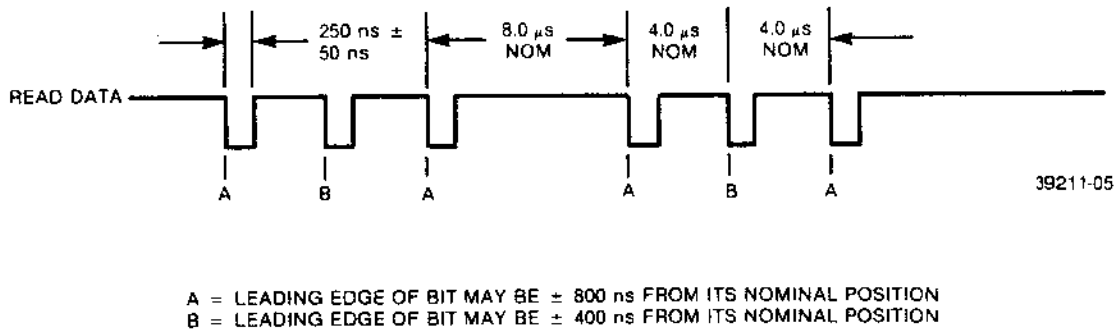 250 ns ±
50 ns
8.0 µs
NOM
4.0 µs
NOM
4.0 µs
NOM
READ DATA
A B A A B A
39211-05
A = LEADING EDGE OF BIT MAY BE ± 800 ns FROM ITS NOMINAL POSITION
B = LEADING EDGE OF BIT MAY BE ± 400 ns FROM ITS NOMINAL POSITION